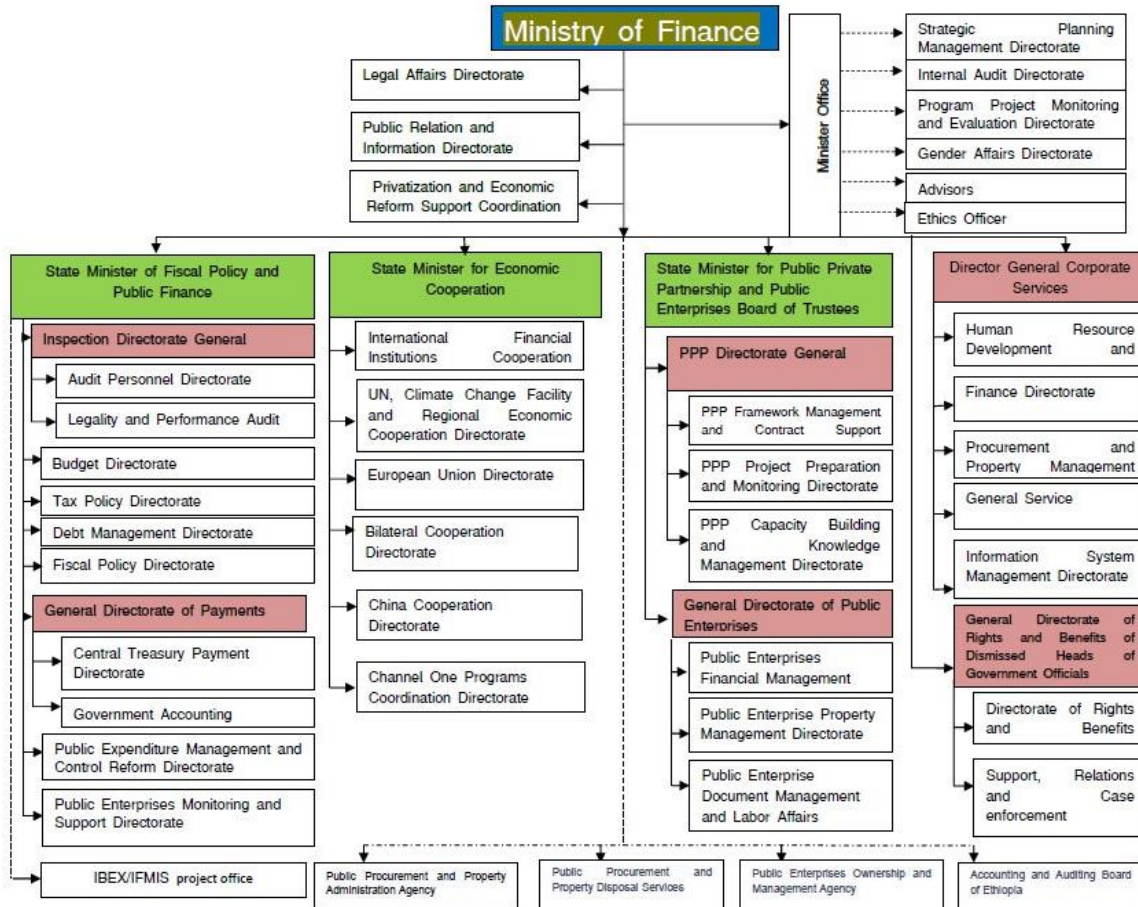 Ministry of Finance
Legal Affairs Directorate
Public Relation and
Information Directorate
Privatization and Economic
Reform Support Coordination
Minister Office
Strategic Planning
Management Directorate
Internal Audit Directorate
Program Project Monitoring
and Evaluation Directorate
Gender Affairs Directorate
Advisors
Ethics Officer
State Minister of Fiscal Policy and
Public Finance
Inspection Directorate General
Audit Personnel Directorate
Legality and Performance Audit
Budget Directorate
Tax Policy Directorate
Debt Management Directorate
Fiscal Policy Directorate
General Directorate of Payments
Central Treasury Payment
Directorate
Government Accounting
Public Expenditure Management and
Control Reform Directorate
Public Enterprises Monitoring and
Support Directorate
IBEX/IFMIS project office
State Minister for Economic
Cooperation
International Financial
Institutions Cooperation
UN, Climate Change Facility
and Regional Economic
Cooperation Directorate
European Union Directorate
Bilateral Cooperation
Directorate
China Cooperation
Directorate
Channel One Programs
Coordination Directorate
State Minister for Public Private
Partnership and Public
Enterprises Board of Trustees
PPP Directorate General
PPP Framework Management
and Contract Support
PPP Project Preparation
and Monitoring Directorate
PPP Capacity Building
and Knowledge
Management Directorate
General Directorate of Public
Enterprises
Public Enterprises
Financial Management
Public Enterprise Property
Management Directorate
Public Enterprise
Document Management
and Labor Affairs
Director General Corporate
Services
Human Resource
Development and
Finance Directorate
Procurement and
Property Management
General Service
Information System
Management Directorate
General Directorate of
Rights and Benefits of
Dismissed Heads of
Government Officials
Directorate of Rights
and Benefits
Support, Relations
and Case
enforcement
Public Procurement and Property
Administration Agency
Public Procurement and
Property Disposal Services
Public Enterprises Ownership and
Management Agency
Accounting and Auditing Board
of Ethiopia